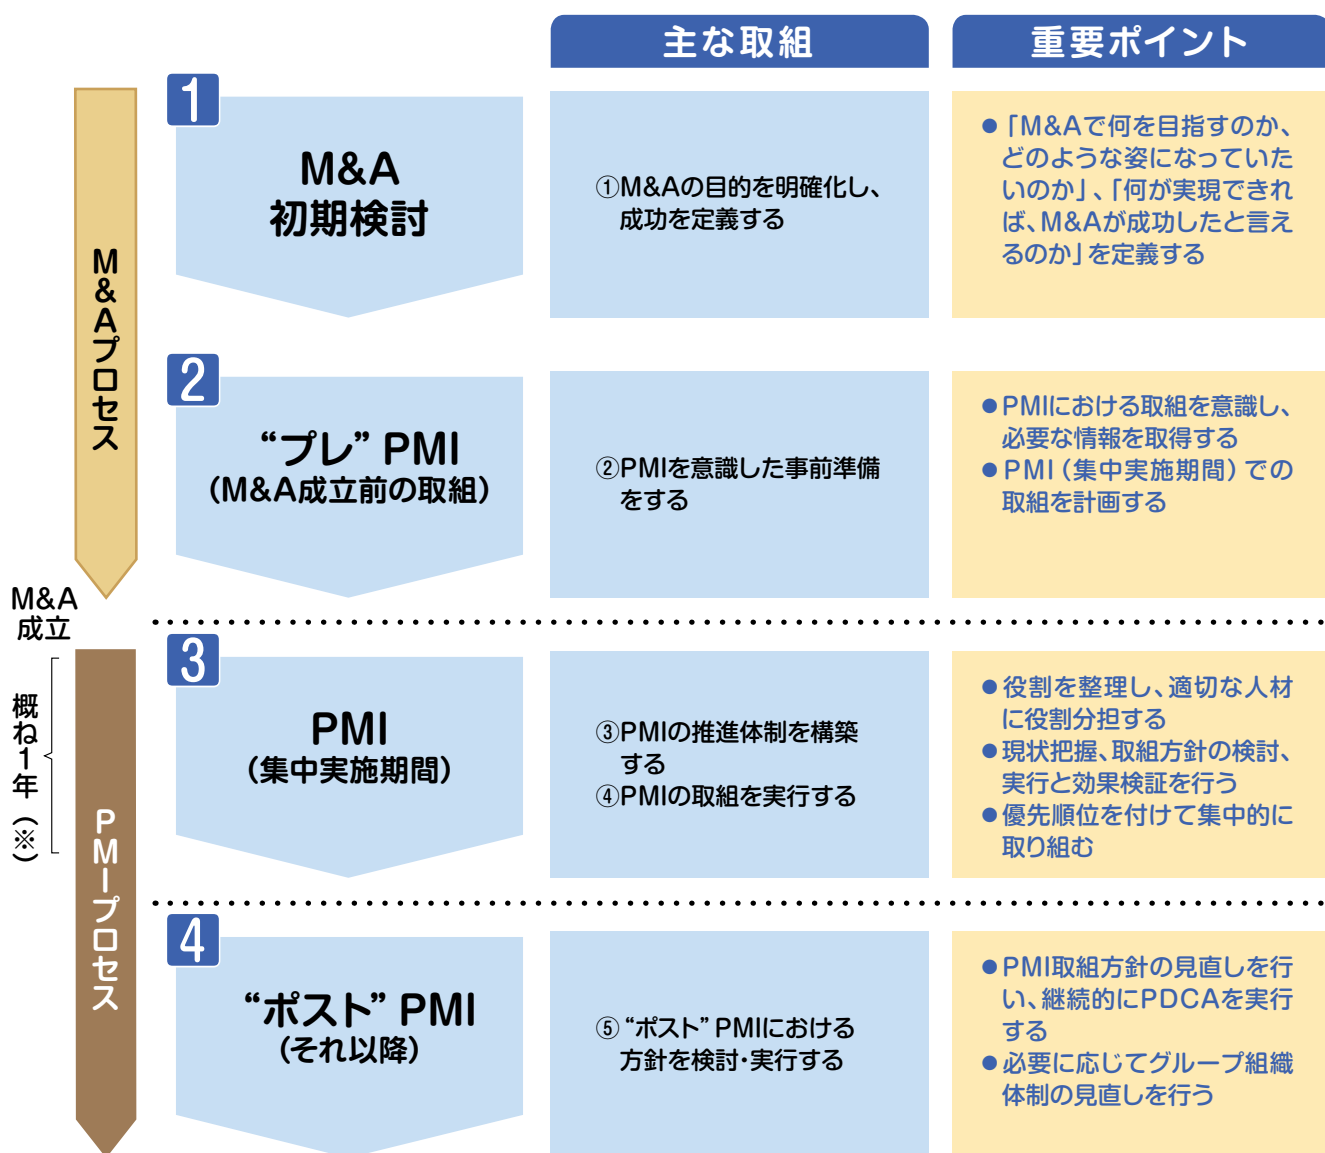 主な取組
重要ポイント
M&Aプロセス
1
M&A
初期検討
①M&Aの目的を明確化し、
成功を定義する
●「M&Aで何を目指すのか、
どのような姿になっていた
いのか」、「何が実現できれ
ば、M&Aが成功したと言え
るのか」を定義する
2
“プレ” PMI
（M&A成立前の取組）
②PMIを意識した事前準備
をする
●PMIにおける取組を意識し、
必要な情報を取得する
●PMI（集中実施期間）での
取組を計画する
M&A
成立
概ね1年（※）
PMIプロセス
3
PMI
（集中実施期間）
③PMIの推進体制を構築
する
④PMIの取組を実行する
●役割を整理し、適切な人材
に役割分担する
●現状把握、取組方針の検討、
実行と効果検証を行う
●優先順位を付けて集中的に
取り組む
4
“ポスト” PMI
（それ以降）
⑤“ポスト” PMIにおける
方針を検討・実行する
●PMI取組方針の見直しを行
い、継続的にPDCAを実行
する
●必要に応じてグループ組織
体制の見直しを行う